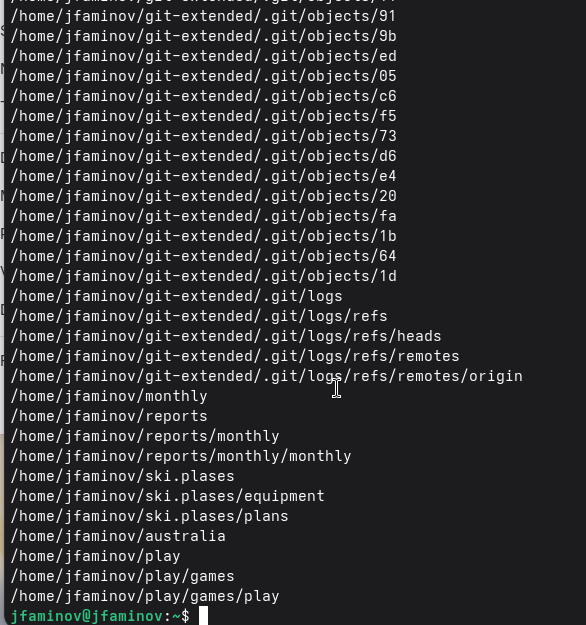 /home/jfaminov/git-extended/.git/objects/91
/home/jfaminov/git-extended/.git/objects/9b
/home/jfaminov/git-extended/.git/objects/ed
/home/jfaminov/git-extended/.git/objects/05
/home/jfaminov/git-extended/.git/objects/c6
/home/jfaminov/git-extended/.git/objects/f5
/home/jfaminov/git-extended/.git/objects/73
/home/jfaminov/git-extended/.git/objects/d6
/home/jfaminov/git-extended/.git/objects/e4
/home/jfaminov/git-extended/.git/objects/20
/home/jfaminov/git-extended/.git/objects/fa
/home/jfaminov/git-extended/.git/objects/1b
/home/jfaminov/git-extended/.git/objects/64
/home/jfaminov/git-extended/.git/objects/1d
/home/jfaminov/git-extended/.git/logs
/home/jfaminov/git-extended/.git/logs/refs
/home/jfaminov/git-extended/.git/logs/refs/heads
/home/jfaminov/git-extended/.git/logs/refs/remotes
/home/jfaminov/git-extended/.git/logs/refs/remotes/origin
/home/jfaminov/monthly
/home/jfaminov/reports
/home/jfaminov/reports/monthly
/home/jfaminov/reports/monthly/monthly
/home/jfaminov/ski.plases
/home/jfaminov/ski.plases/equipment
/home/jfaminov/ski.plases/plans
/home/jfaminov/australia
/home/jfaminov/play
/home/jfaminov/play/games
/home/jfaminov/play/games/play
jfaminov@jfaminov:~$